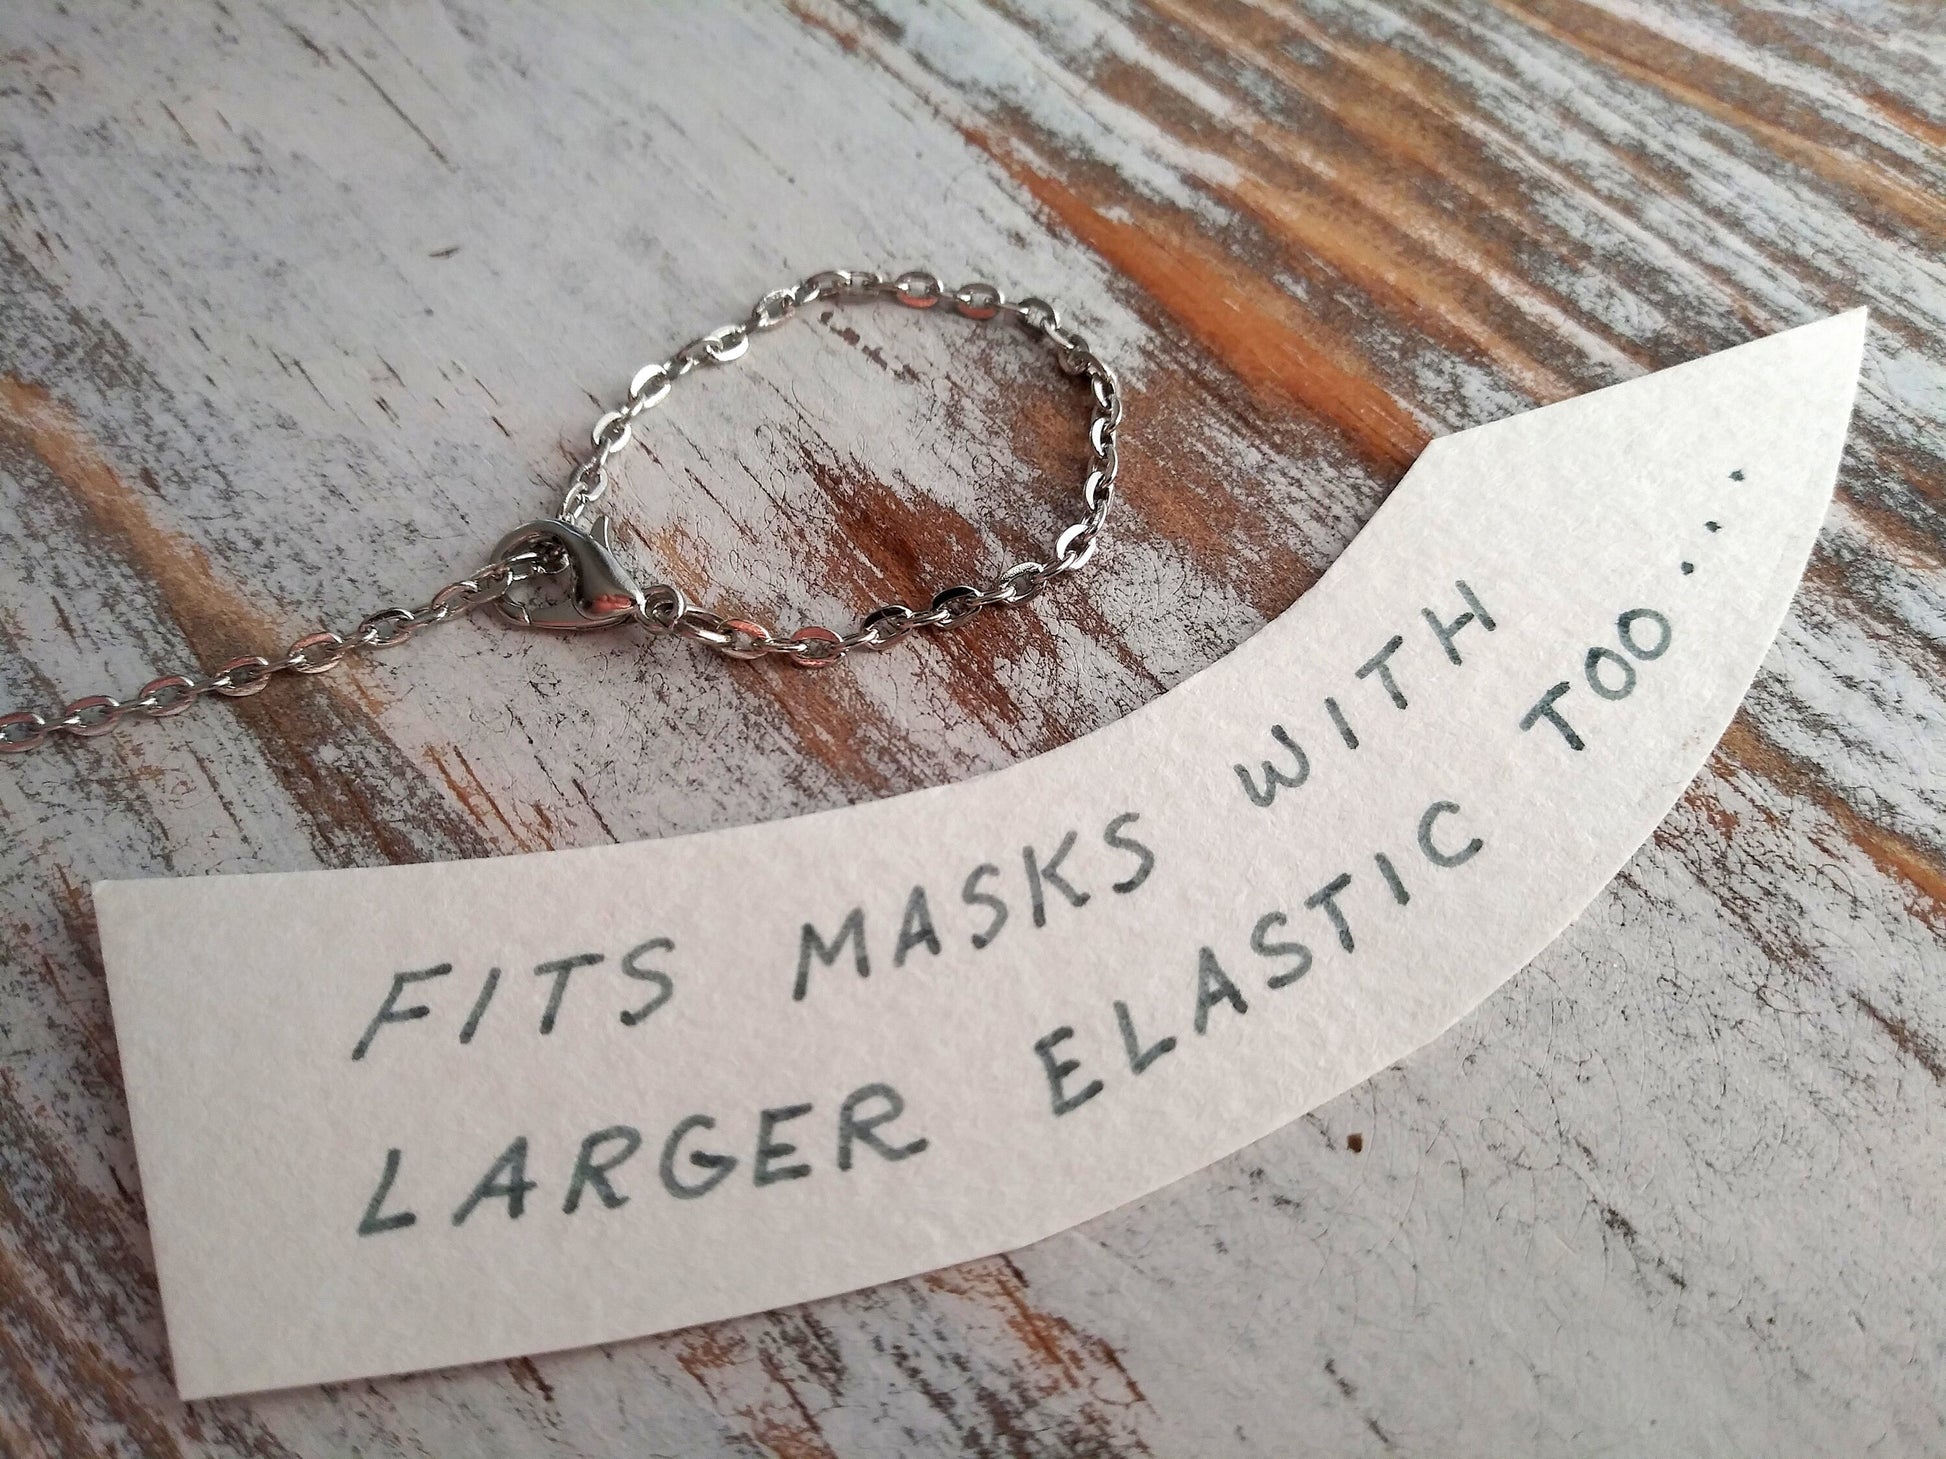 FITS MASKS WITH
LARGER ELASTIC TOO...